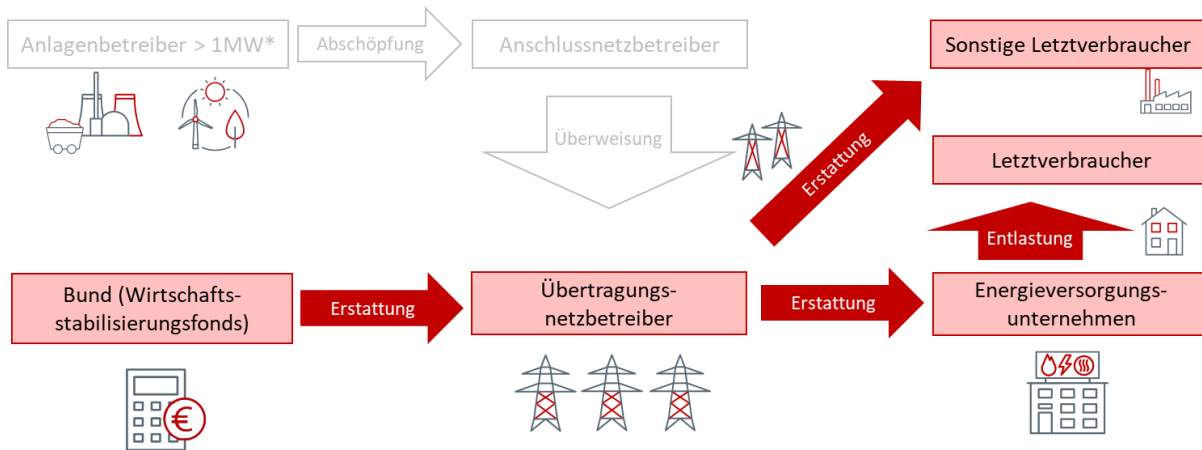 Anlagenbetreiber > 1MW*
Abschöpfung
Anschlussnetzbetreiber
Sonstige Letztverbraucher
Überweisung
Erstattung
Letztverbraucher
Entlastung
Bund (Wirtschafts-
stabilisierungsfonds)
Erstattung
Übertragungs-
netzbetreiber
Erstattung
Energieversorgungs-
unternehmen
€